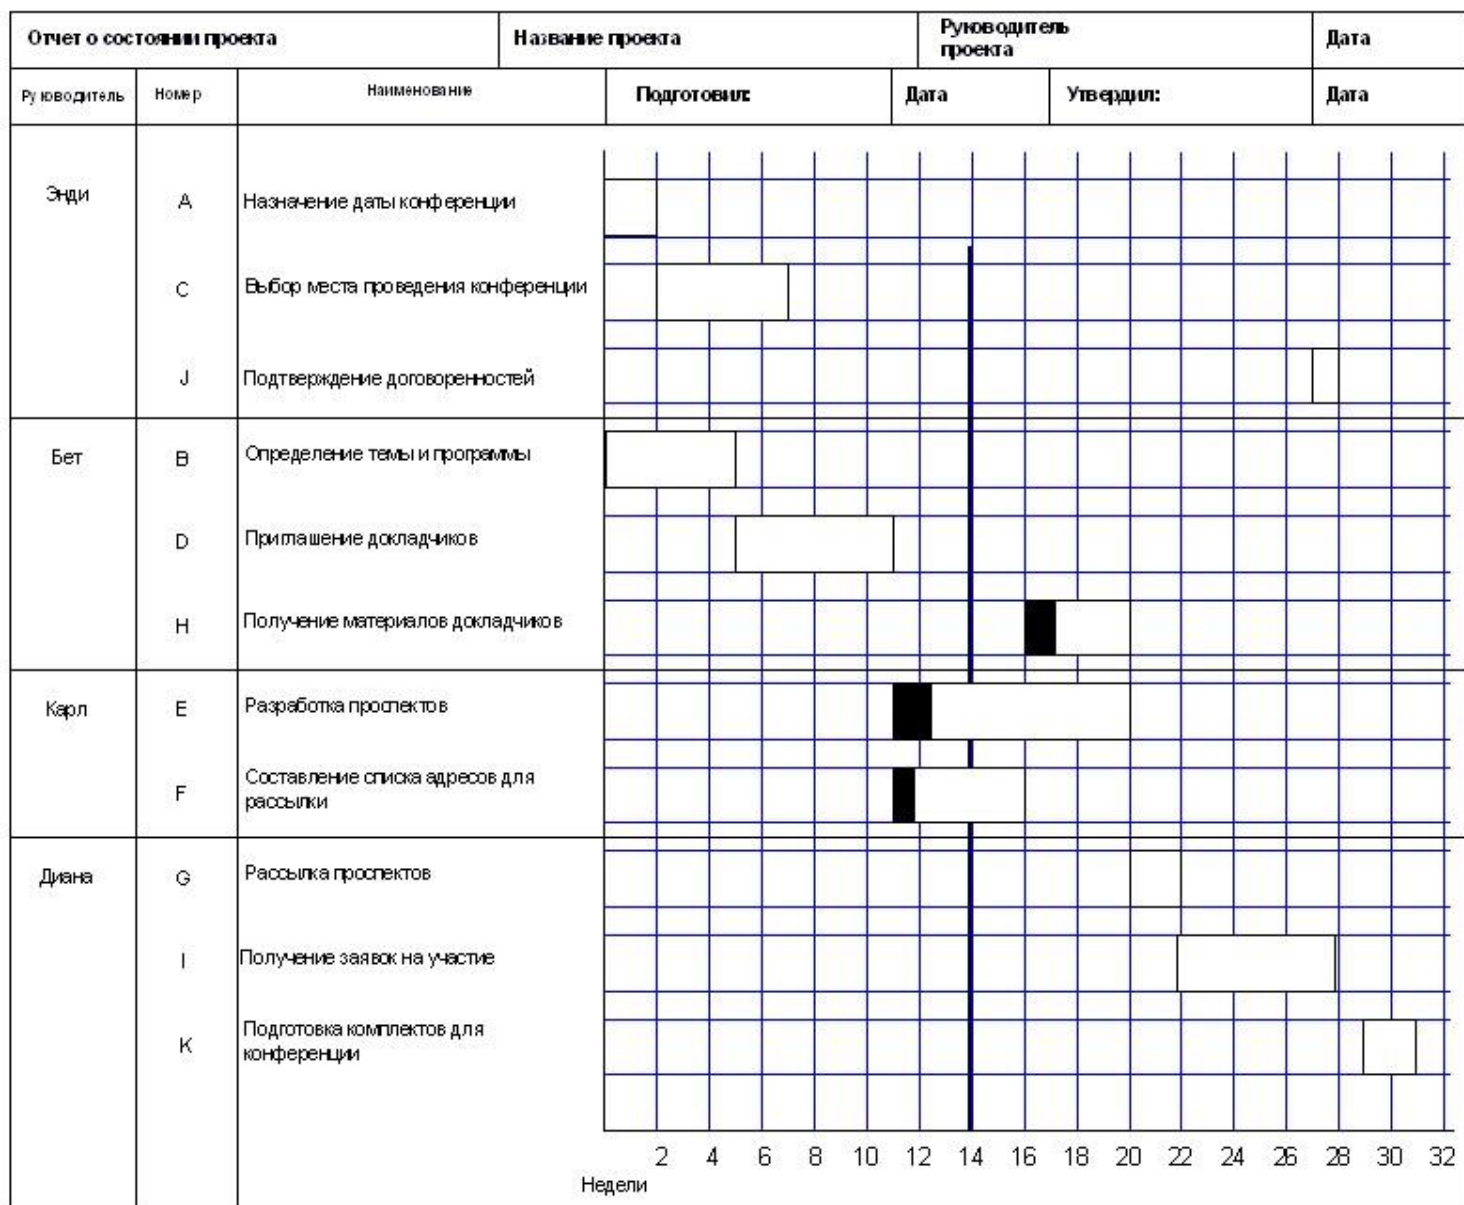 Отчет о состоянии проекта
Название проекта
Руководитель
проекта
Дата
Руководитель
Номер
Наименование
Подготовил:
Дата
Утвердил:
Дата
Энди
A
Назначение даты конференции
C
Выбор места проведения конференции
J
Подтверждение договоренностей
Бет
B
Определение темы и программы
D
Приглашение докладчиков
H
Получение материалов докладчиков
Карл
E
Разработка проспектов
F
Составление списка адресов для
рассылки
Диана
G
Рассылка проспектов
I
Получение заявок на участие
K
Подготовка комплектов для
конференции
2 4 6 8 10 12 14 16 18 20 22 24 26 28 30 32
Недели